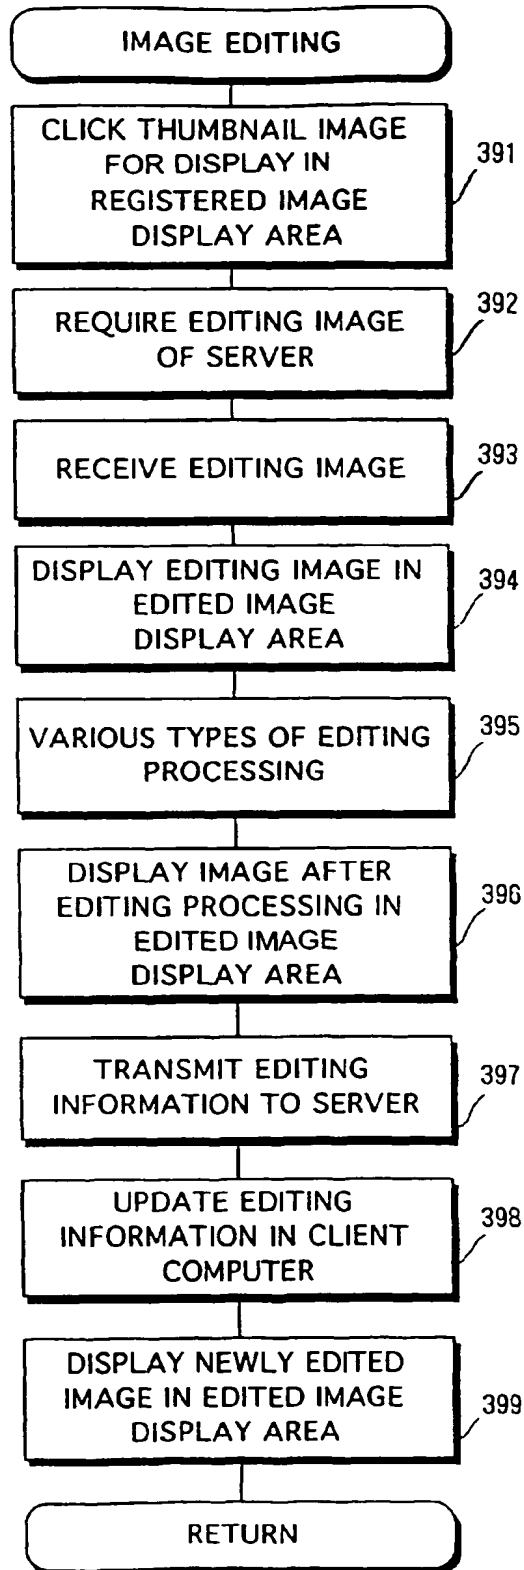 IMAGE EDITING
CLICK THUMBNAIL IMAGE
FOR DISPLAY IN
REGISTERED IMAGE
DISPLAY AREA
391
REQUIRE EDITING IMAGE
OF SERVER
392
RECEIVE EDITING IMAGE
393
DISPLAY EDITING IMAGE IN
EDITED IMAGE
DISPLAY AREA
394
VARIOUS TYPES OF EDITING
PROCESSING
395
DISPLAY IMAGE AFTER
EDITING PROCESSING IN
EDITED IMAGE
DISPLAY AREA
396
TRANSMIT EDITING
INFORMATION TO SERVER
397
UPDATE EDITING
INFORMATION IN CLIENT
COMPUTER
398
DISPLAY NEWLY EDITED
IMAGE IN EDITED IMAGE
DISPLAY AREA
399
RETURN